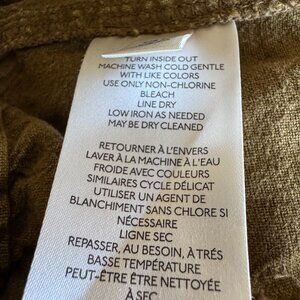 TURN INSIDE OUT
MACHINE WASH COLD GENTLE
WITH LIKE COLORS
USE ONLY NON-CHLORINE
BLEACH
LINE DRY
LOW IRON AS NEEDED
MAY BE DRY CLEANED
RETOURNER À L'ENVERS
LAVER À LA MACHINE À L'EAU
FROIDE AVEC COULEURS
SIMILAIRES CYCLE DÉLICAT
UTILISER UN AGENT DE
BLANCHIMENT SANS CHLORE SI
NÉCESSAIRE
LIGNE SEC
REPASSER, AU BESOIN, À TRÉS
BASSE TEMPÉRATURE
PEUT-ÊTRE ÊTRE NETTOYÉE
À SEC